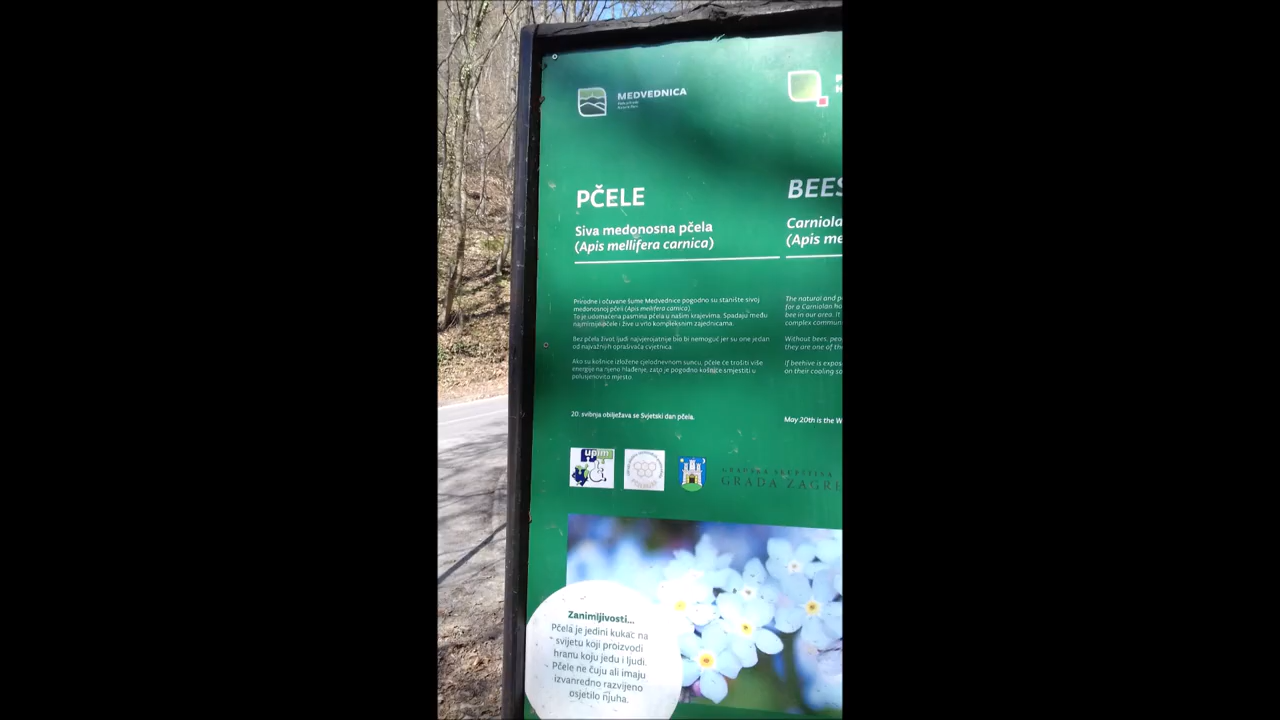 MEDVEDNICA
PČELE
Siva medonosna pčela
(Apis mellifera carnica)
Prirodne i očuvane šume Medvednice pogodno su stanište sivoj
medonosnoj pčeli (Apis melifera carnica).
To je udomaćena pasmina pčela u našim krajevima. Spadaju među
najmirnije pčele i žive u vrlo kompleksnim zajednicama.
Bez pčela život ljudi najvjerojatnije bio bi nemoguć jer su one jedan
od najvažnijih oprašivača cvjetnica.
Ako su košnice izložene cjelodnevnom suncu, pčele će trošiti više
energije na njeno hlađenje, zato je pogodno košnice smjestiti u
polusjenovito mjesto.
20. svibnja obilježava se Svjetski dan pčela.
BEES
Carniola
(Apis me
The natural and p
for a Carniolan ho
bee in our area. It
complex commun
Without bees, peo
they are one of th
If beehive is expos
on their cooling so
May 20th is the W
upim
GRADSKA SKUPŠTINA
GRADA ZAGRE
Zanimljivosti...
Pčela je jedini kukac na
svijetu koji proizvodi
hranu koju jedu i ljudi.
Pčele ne čuju ali imaju
izvanredno razvijeno
osjetilo njuha.